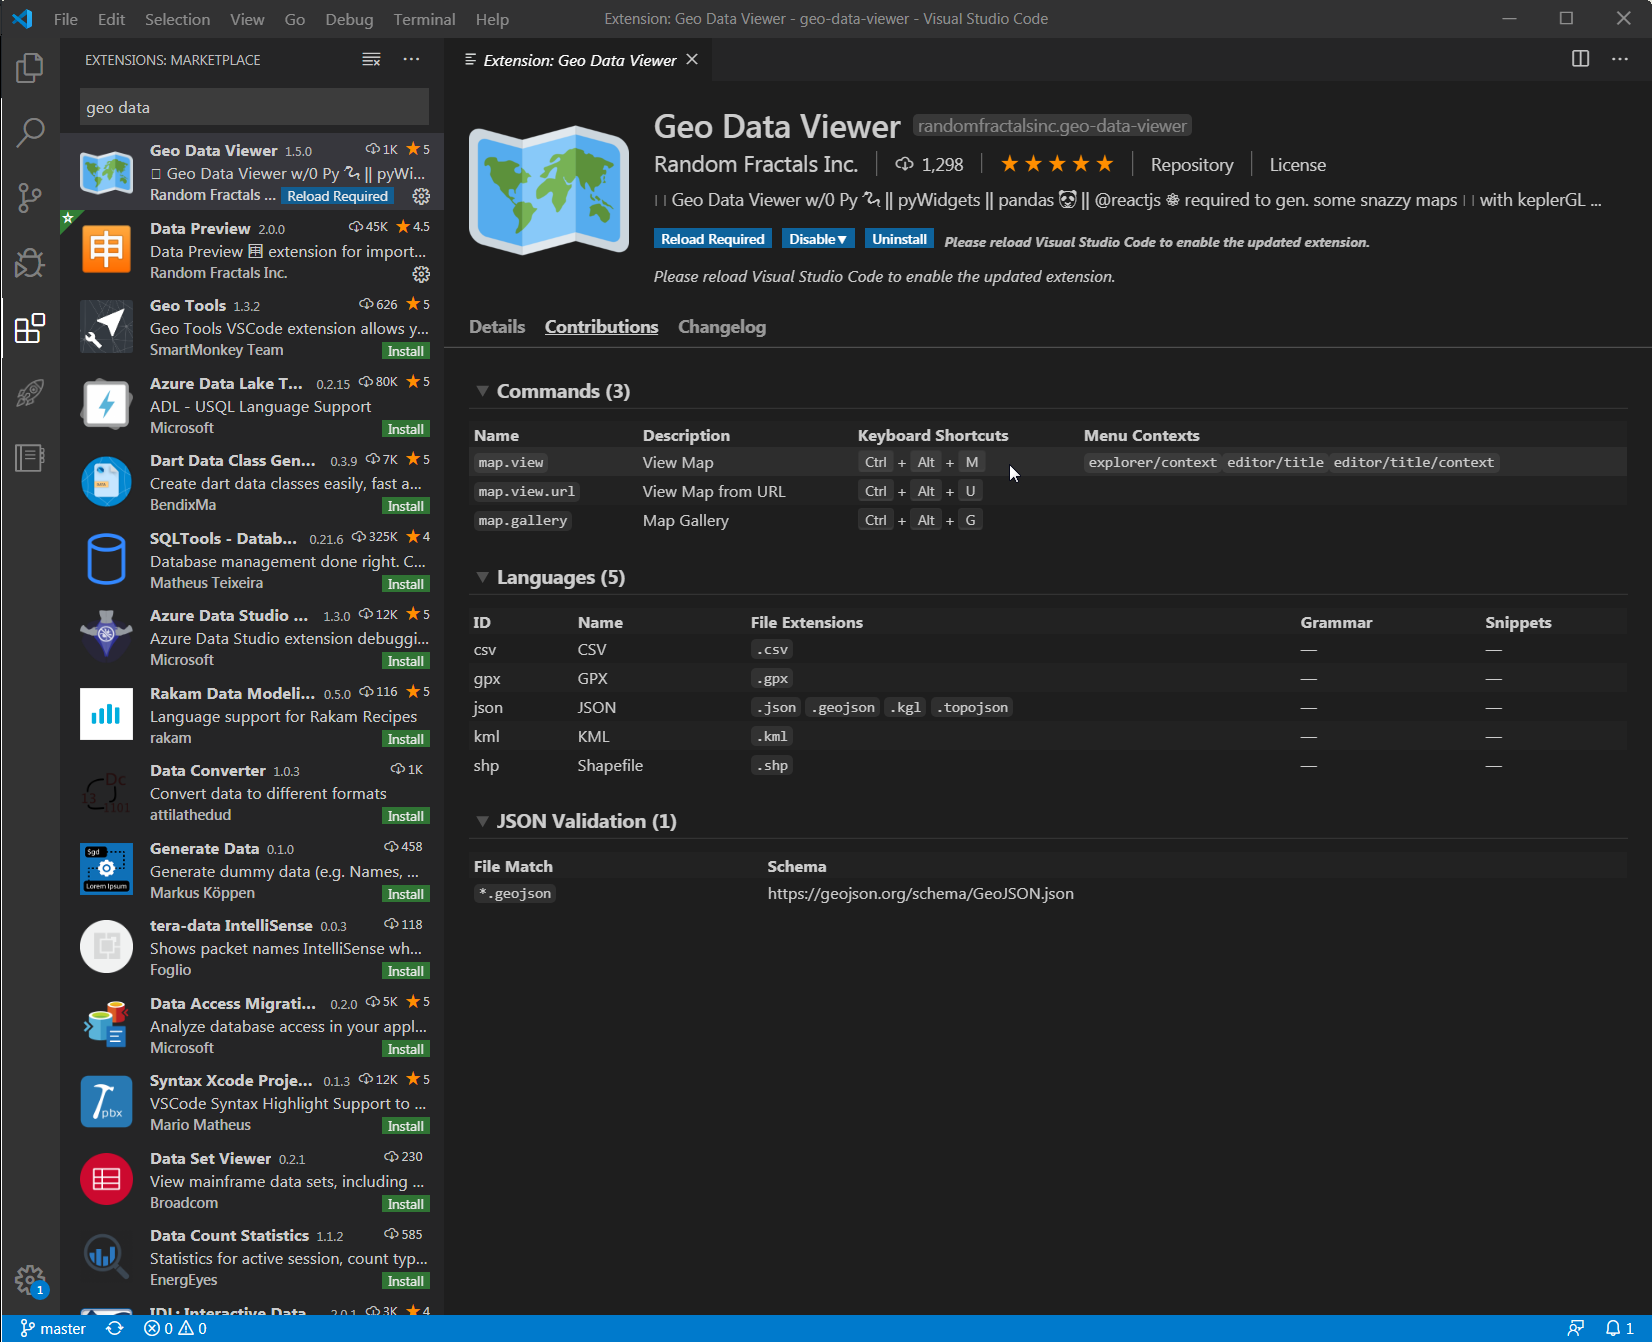 File Edit Selection View Go Debug Terminal Help
Extension: Geo Data Viewer - geo-data-viewer - Visual Studio Code
EXTENSIONS: MARKETPLACE
geo data
Geo Data Viewer 1.5.0 1K 5
Geo Data Viewer w/0 Py || pyWi...
Random Fractals ... Reload Required
Data Preview 2.0.0 45K 4.5
Data Preview 🈸 extension for import...
Random Fractals Inc.
Geo Tools 1.3.2 626 5
Geo Tools VSCode extension allows y...
SmartMonkey Team Install
Azure Data Lake T... 0.2.15 80K 5
ADL - USQL Language Support
Microsoft Install
Dart Data Class Gen... 0.3.9 7K 5
Create dart data classes easily, fast a...
BendixMa Install
SQLTools - Datab... 0.21.6 325K 4
Database management done right. C...
Matheus Teixeira Install
Azure Data Studio ... 1.3.0 12K 5
Azure Data Studio extension debuggi...
Microsoft Install
Rakam Data Modeli... 0.5.0 116 5
Language support for Rakam Recipes
rakam Install
Data Converter 1.0.3 1K
Convert data to different formats
attilathedud Install
Generate Data 0.1.0 458
Generate dummy data (e.g. Names, ...
Markus Köppen Install
tera-data IntelliSense 0.0.3 118
Shows packet names IntelliSense wh...
Foglio Install
Data Access Migrati... 0.2.0 5K 5
Analyze database access in your appl...
Microsoft Install
Syntax Xcode Proje... 0.1.3 12K 5
VSCode Syntax Highlight Support to ...
Mario Matheus Install
Data Set Viewer 0.2.1 230
View mainframe data sets, including ...
Broadcom Install
Data Count Statistics 1.1.2 585
Statistics for active session, count typ...
EnergEyes Install
IDL: Interactive Data 2.0.1 3K 4
Extension: Geo Data Viewer
Geo Data Viewer randomfractalsinc.geo-data-viewer
Random Fractals Inc. 1,298 Repository License
Geo Data Viewer w/0 Py || pyWidgets || pandas || @reactjs ⚛ required to gen. some snazzy maps with keplerGL ...
Reload Required Disable▼ Uninstall Please reload Visual Studio Code to enable the updated extension.
Please reload Visual Studio Code to enable the updated extension.
Details Contributions Changelog
Commands (3)
Name Description Keyboard Shortcuts Menu Contexts
map.view View Map Ctrl + Alt + M explorer/context editor/title editor/title/context
map.view.url View Map from URL Ctrl + Alt + U
map.gallery Map Gallery Ctrl + Alt + G
Languages (5)
ID Name File Extensions Grammar Snippets
csv CSV .csv — —
gpx GPX .gpx — —
json JSON .json .geojson .kgl .topojson — —
kml KML .kml — —
shp Shapefile .shp — —
JSON Validation (1)
File Match Schema
*.geojson https://geojson.org/schema/GeoJSON.json
1
master 0 0 1